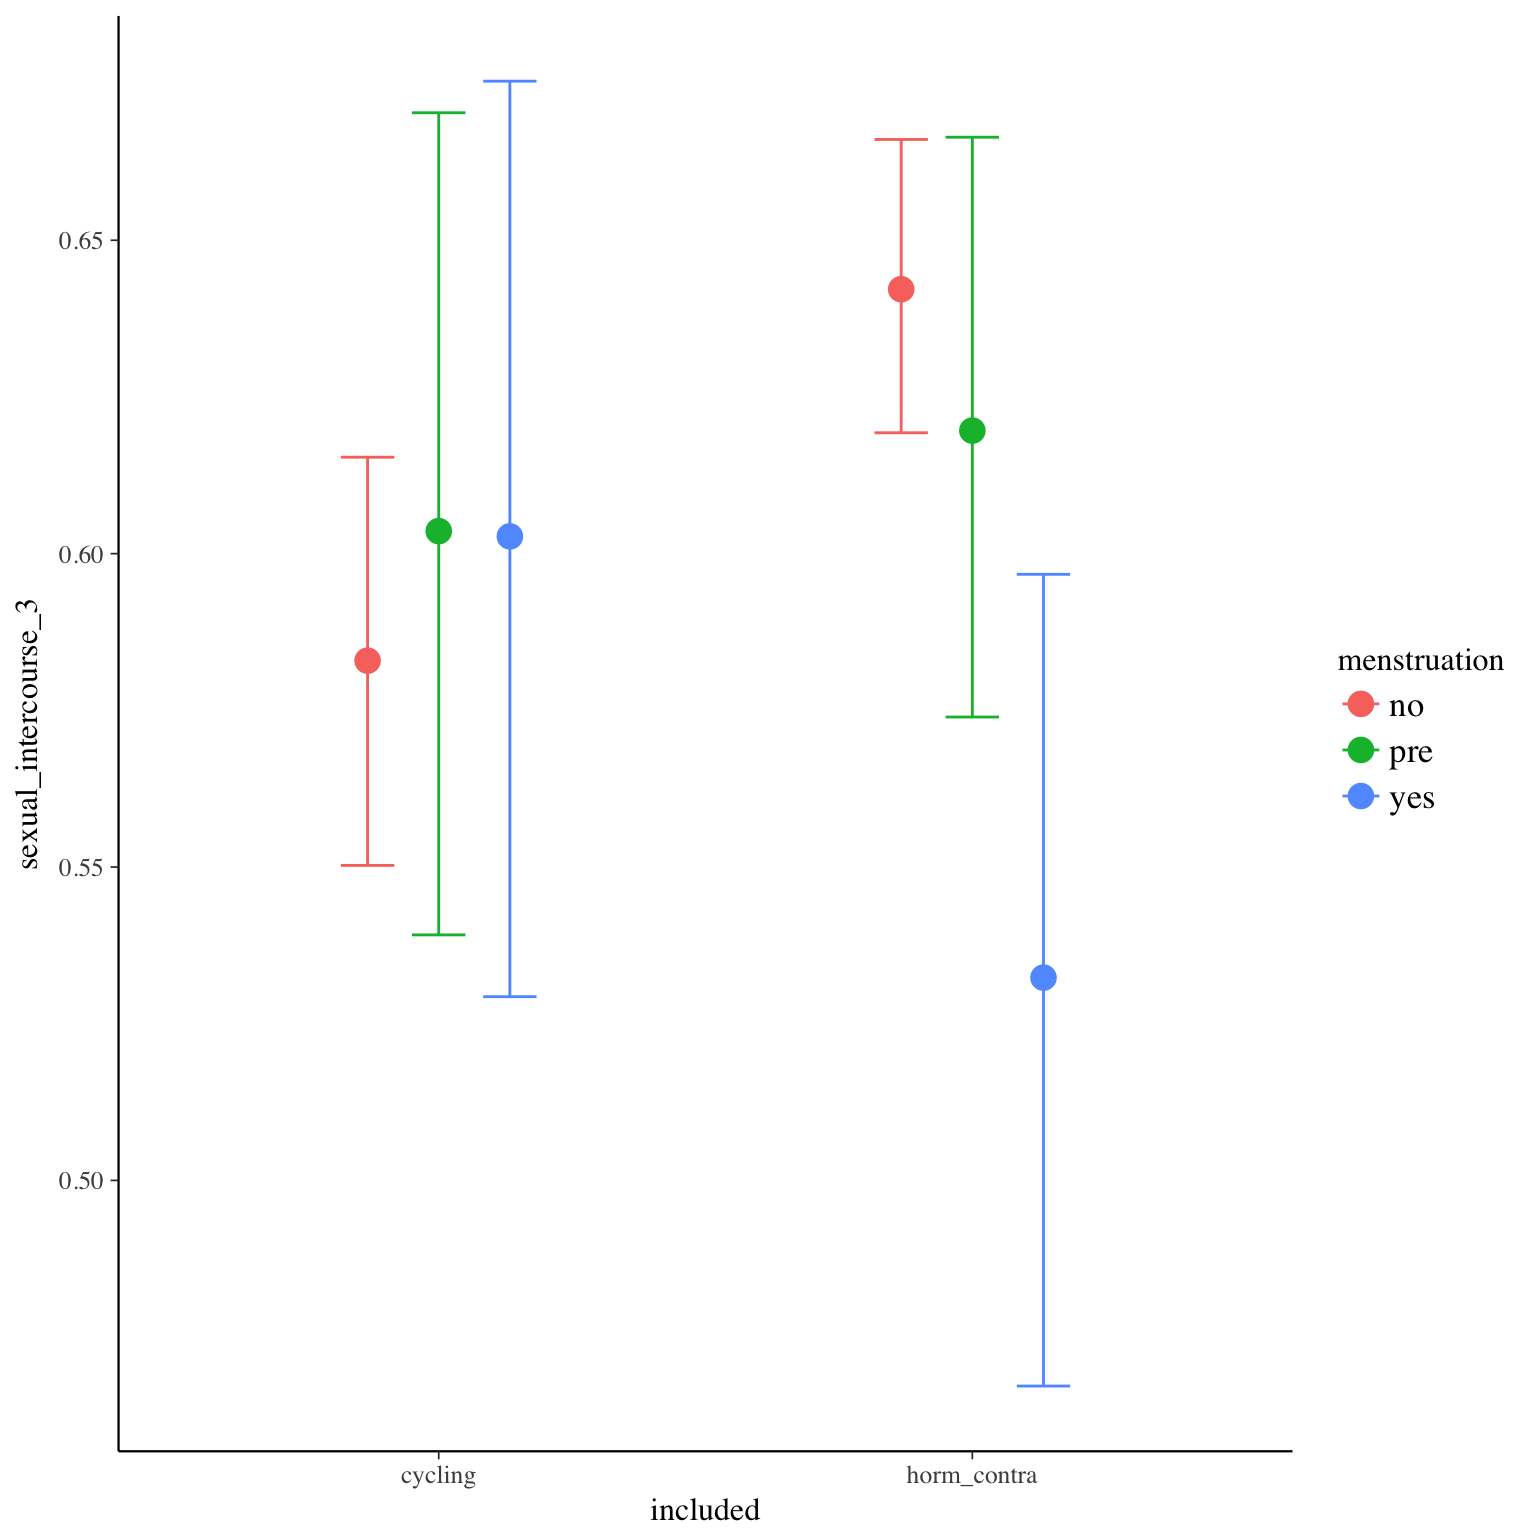 sexual_intercourse_3
0.65
0.60
0.55
0.50
cycling
horm_contra
included
menstruation
no
pre
yes